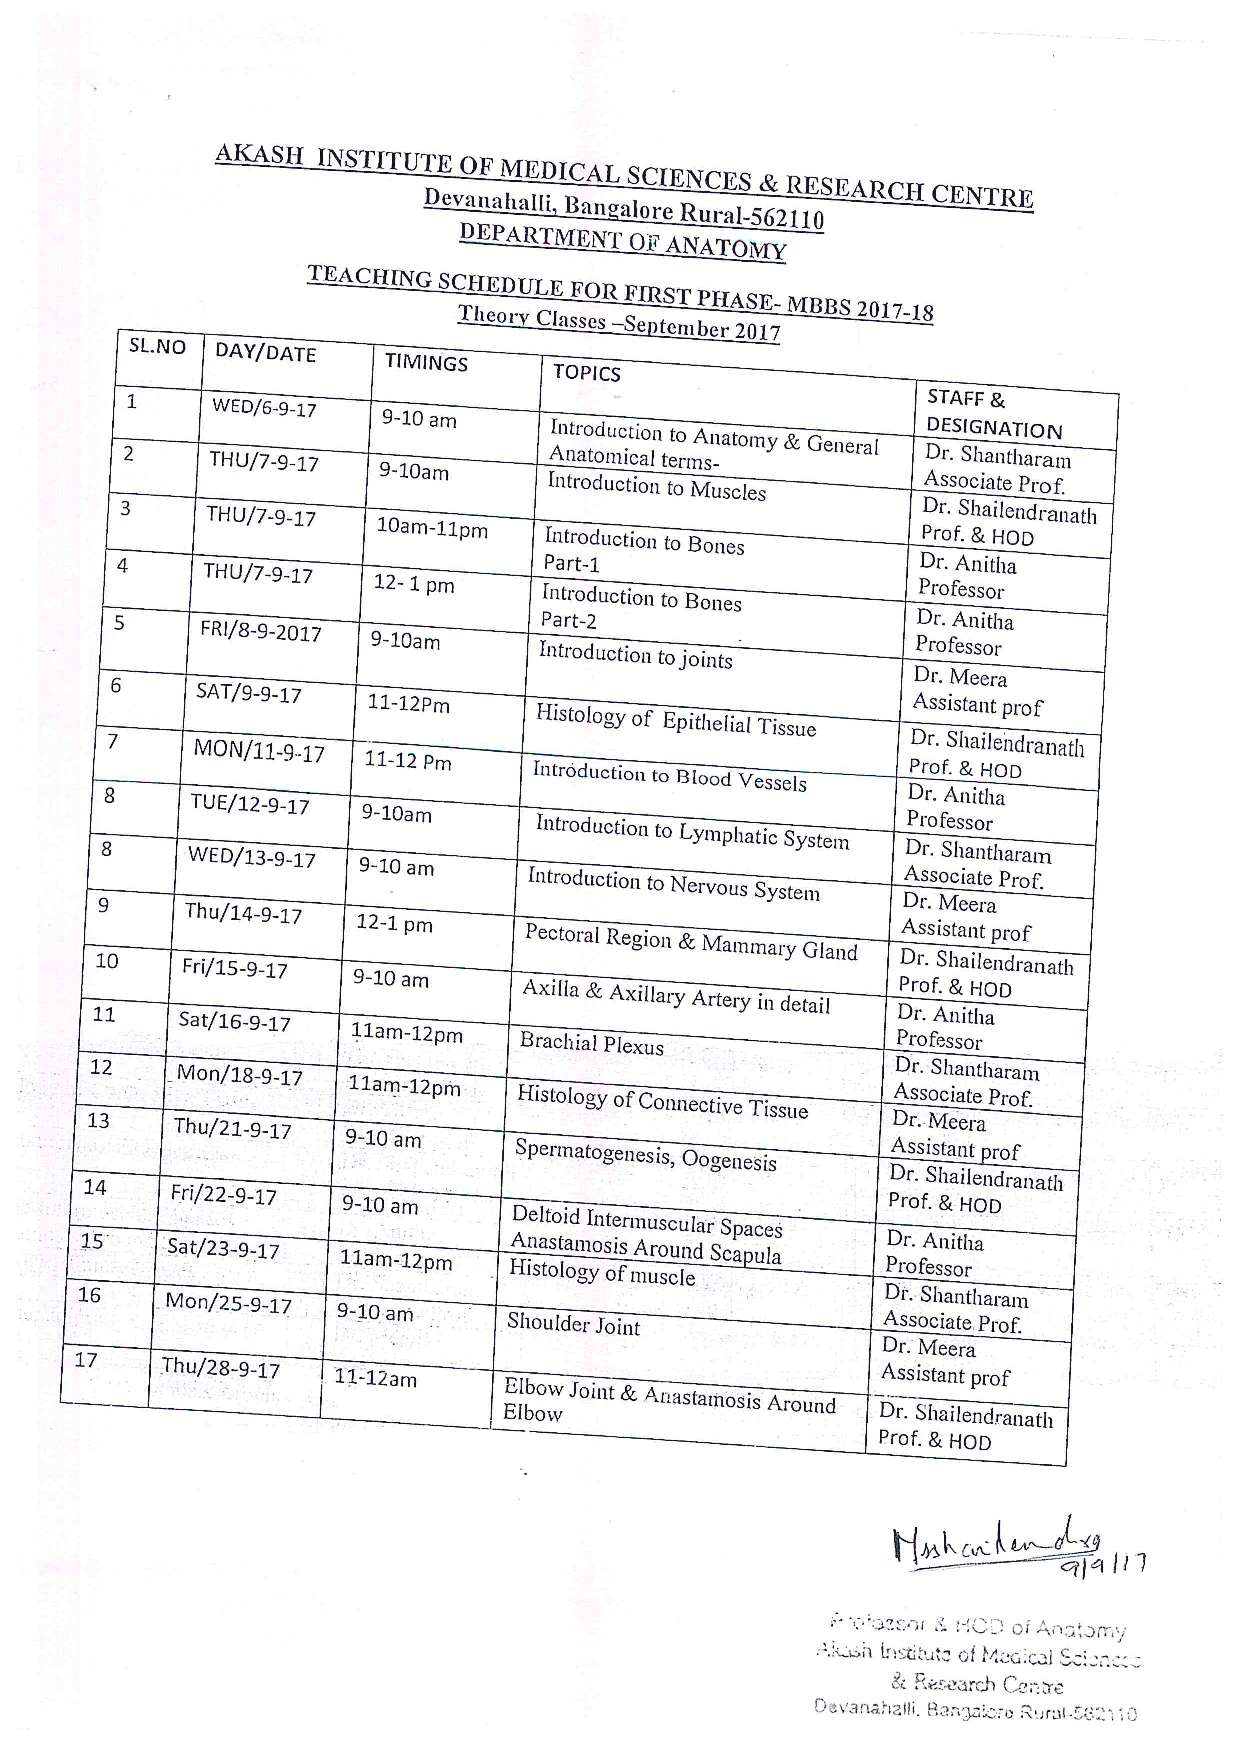 AKASH INSTITUTE OF MEDICAL SCIENCES & RESEARCH CENTRE
Devanahalli, Bangalore Rural-562110
DEPARTMENT OF ANATOMY
TEACHING SCHEDULE FOR FIRST PHASE- MBBS 2017-18
Theory Classes –September 2017
SL.NO DAY/DATE TIMINGS TOPICS STAFF &
DESIGNATION
1 WED/6-9-17 9-10 am Introduction to Anatomy & General Dr. Shantharam
Anatomical terms- Associate Prof.
2 THU/7-9-17 9-10am Introduction to Muscles Dr. Shailendranath
Prof. & HOD
3 THU/7-9-17 10am-11pm Introduction to Bones Dr. Anitha
Part-1 Professor
4 THU/7-9-17 12- 1 pm Introduction to Bones Dr. Anitha
Part-2 Professor
5 FRI/8-9-2017 9-10am Introduction to joints Dr. Meera
Assistant prof
6 SAT/9-9-17 11-12Pm Histology of Epithelial Tissue Dr. Shailendranath
Prof. & HOD
7 MON/11-9-17 11-12 Pm Introduction to Blood Vessels Dr. Anitha
Professor
8 TUE/12-9-17 9-10am Introduction to Lymphatic System Dr. Shantharam
Associate Prof.
8 WED/13-9-17 9-10 am Introduction to Nervous System Dr. Meera
Assistant prof
9 Thu/14-9-17 12-1 pm Pectoral Region & Mammary Gland Dr. Shailendranath
Prof. & HOD
10 Fri/15-9-17 9-10 am Axilla & Axillary Artery in detail Dr. Anitha
Professor
11 Sat/16-9-17 11am-12pm Brachial Plexus Dr. Shantharam
Associate Prof.
12 Mon/18-9-17 11am-12pm Histology of Connective Tissue Dr. Meera
Assistant prof
13 Thu/21-9-17 9-10 am Spermatogenesis, Oogenesis Dr. Shailendranath
Prof. & HOD
14 Fri/22-9-17 9-10 am Deltoid Intermuscular Spaces Dr. Anitha
Anastamosis Around Scapula Professor
15 Sat/23-9-17 11am-12pm Histology of muscle Dr. Shantharam
Associate Prof.
16 Mon/25-9-17 9-10 am Shoulder Joint Dr. Meera
Assistant prof
17 Thu/28-9-17 11-12am Elbow Joint & Anastamosis Around Dr. Shailendranath
Elbow Prof. & HOD
9/9/17
Professor & HOD of Anatomy
Akash Institute of Medical Sciences
& Research Centre
Devanahalli, Bangalore Rural-562110